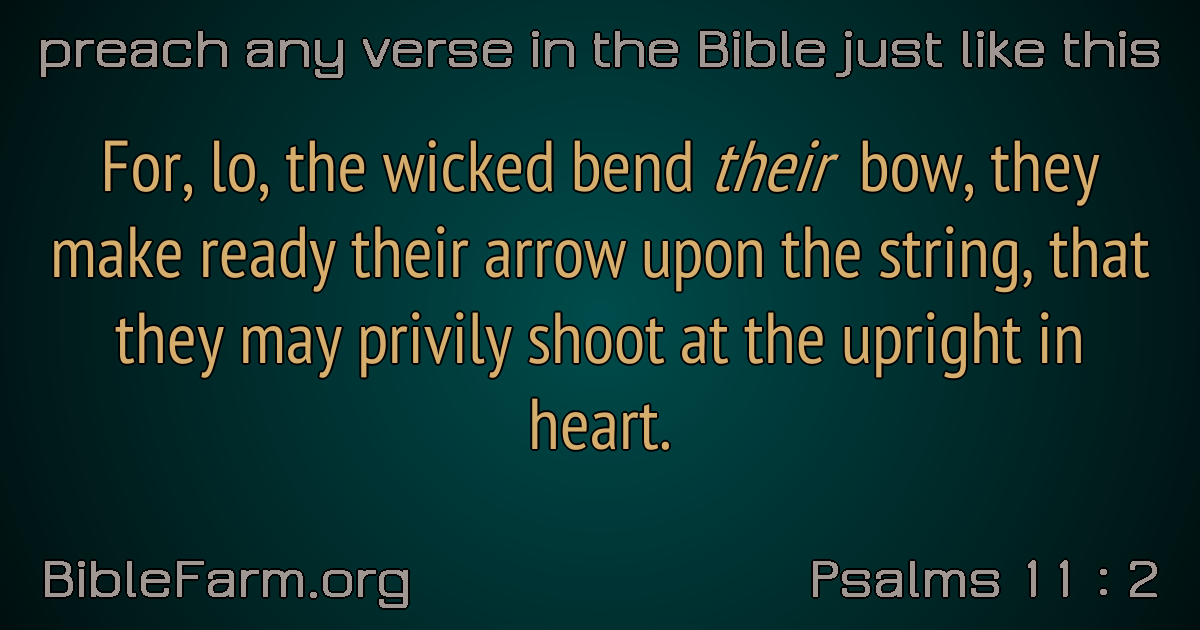 preach any verse in the Bible just like this
For, lo, the wicked bend their bow, they
make ready their arrow upon the string, that
they may privily shoot at the upright in
heart.
BibleFarm.org
Psalms 11 : 2